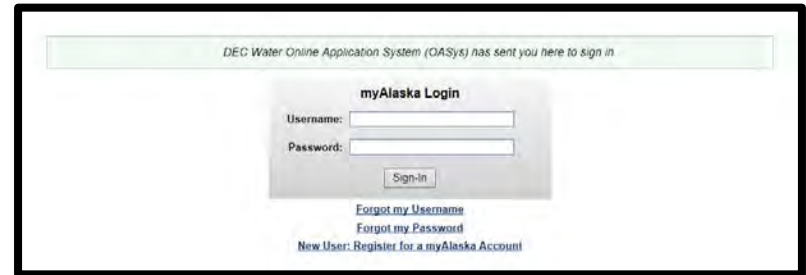 DEC Water Online Application System (OASys) has sent you here to sign in
myAlaska Login
Username:
Password:
Sign-In
Forgot my Username
Forgot my Password
New User: Register for a myAlaska Account